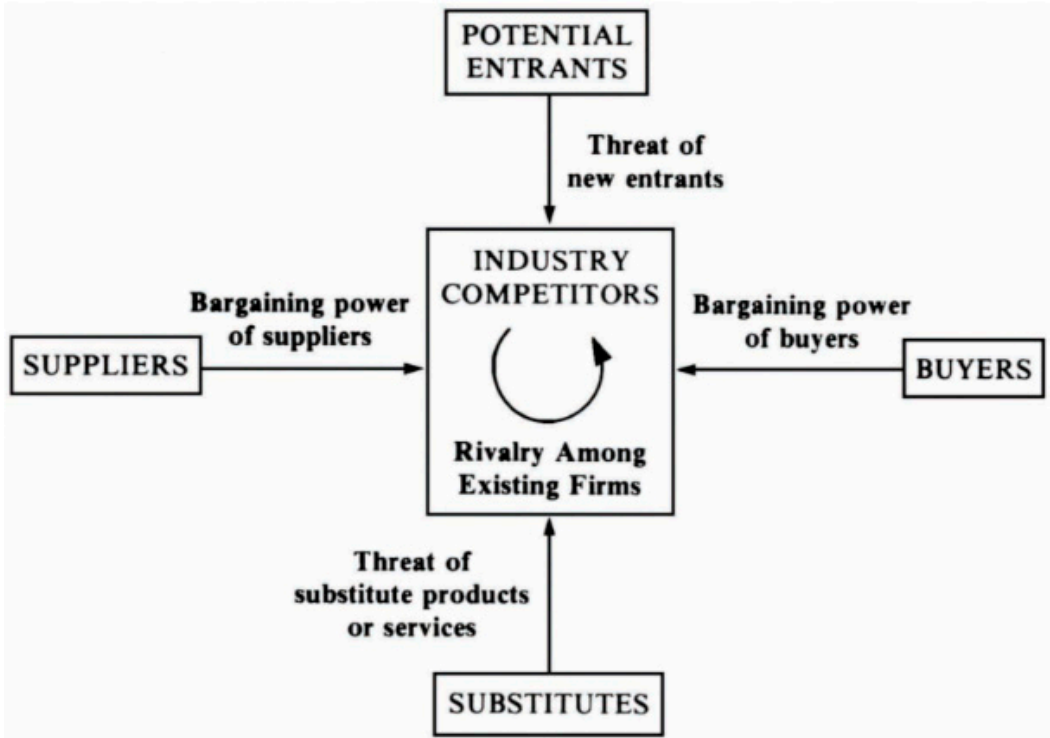 POTENTIAL
ENTRANTS
Threat of
new entrants
INDUSTRY
COMPETITORS
Bargaining power
of suppliers
SUPPLIERS
Bargaining power
of buyers
BUYERS
Rivalry Among
Existing Firms
Threat of
substitute products
or services
SUBSTITUTES